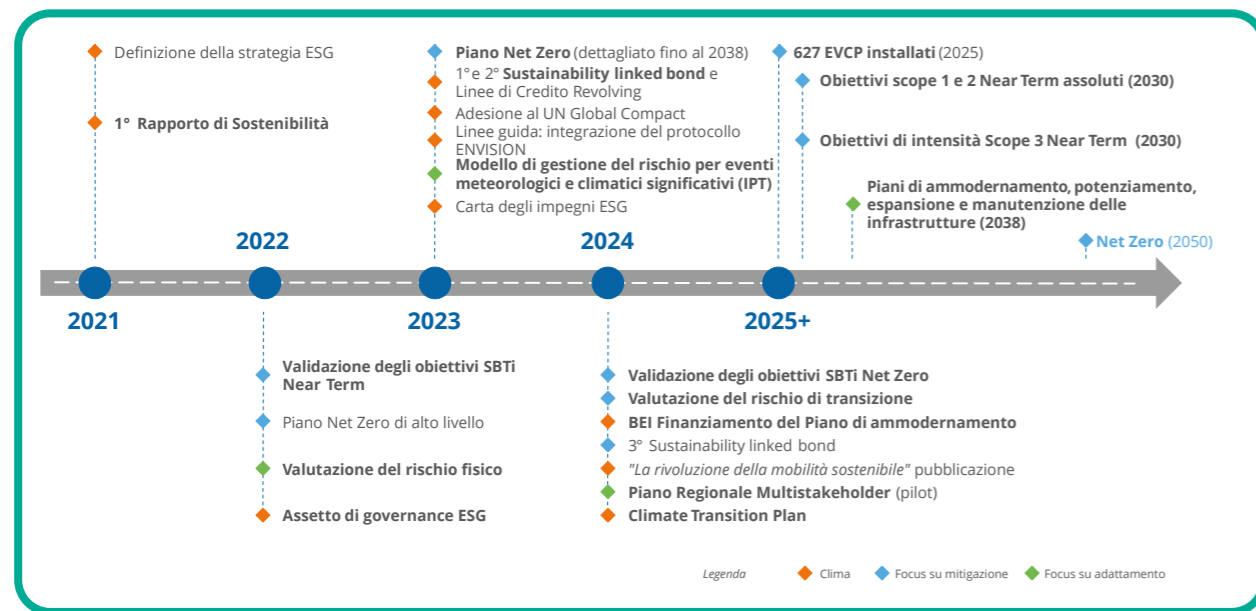 Definizione della strategia ESG
1° Rapporto di Sostenibilità
Piano Net Zero (dettagliato fino al 2038)
1° e 2° Sustainability linked bond e
Linee di Credito Revolving
Adesione al UN Global Compact
Linee guida: integrazione del protocollo
ENVISION
Modello di gestione del rischio per eventi
meteorologici e climatici significativi (IPT)
Carta degli impegni ESG
627 EVCP installati (2025)
Obiettivi scope 1 e 2 Near Term assoluti (2030)
Obiettivi di intensità Scope 3 Near Term (2030)
Piani di ammodernamento, potenziamento,
espansione e manutenzione delle
infrastrutture (2038)
Net Zero (2050)
2022
2024
2021
2023
2025+
Validazione degli obiettivi SBTi
Near Term
Piano Net Zero di alto livello
Valutazione del rischio fisico
Assetto di governance ESG
Validazione degli obiettivi SBTi Net Zero
Valutazione del rischio di transizione
BEI Finanziamento del Piano di ammodernamento
3° Sustainability linked bond
"La rivoluzione della mobilità sostenibile" pubblicazione
Piano Regionale Multistakeholder (pilot)
Climate Transition Plan
Legenda
Clima
Focus su mitigazione
Focus su adattamento